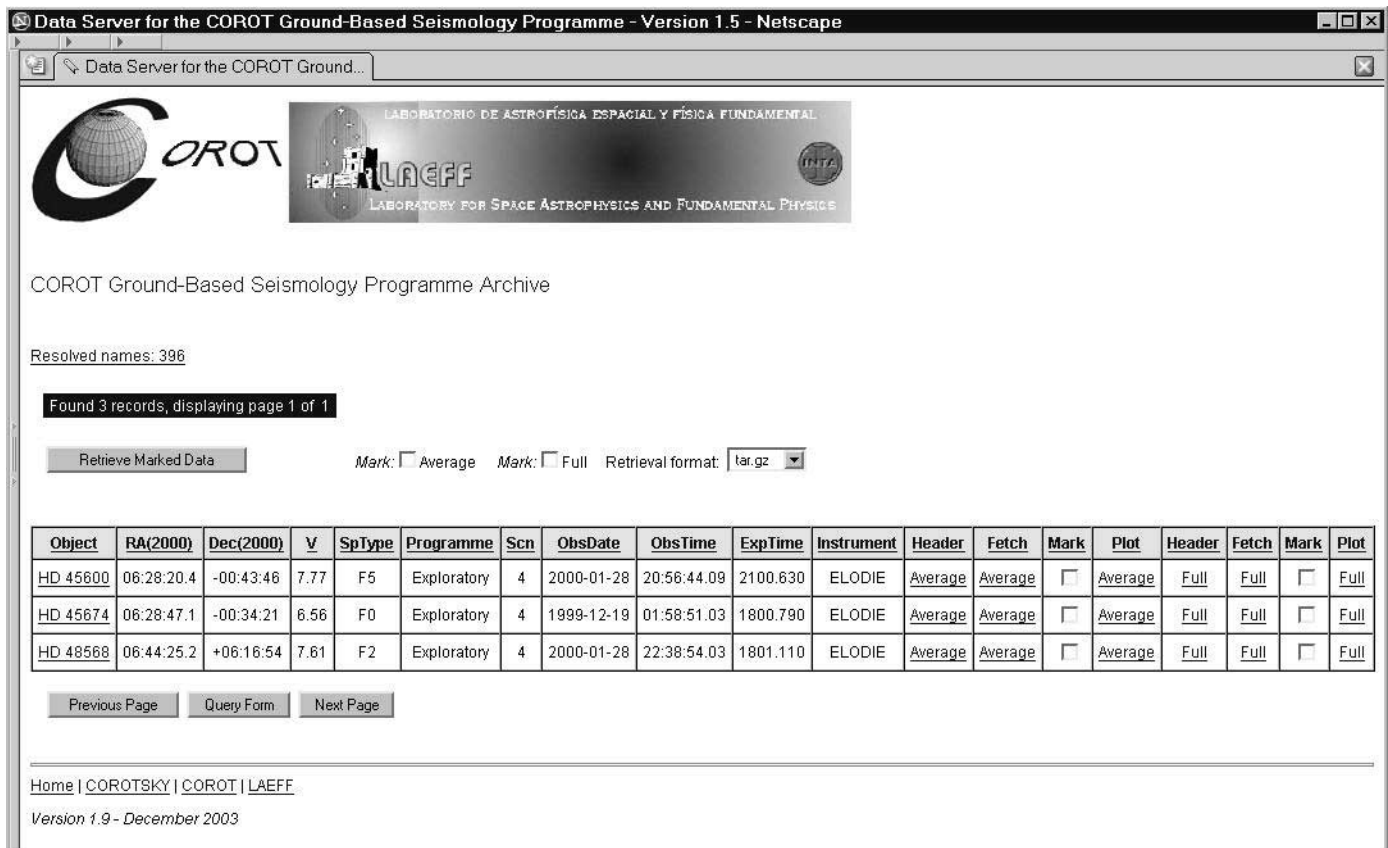 Data Server for the COROT Ground-Based Seismology Programme - Version 1.5 - Netscape
Data Server for the COROT Ground...
COROT
LABORATORIO DE ASTROFÍSICA ESPACIAL Y FÍSICA FUNDAMENTAL
LAEFF
INTA
LABORATORY FOR SPACE ASTROPHYSICS AND FUNDAMENTAL PHYSICS
COROT Ground-Based Seismology Programme Archive
Resolved names: 396
Found 3 records, displaying page 1 of 1
Retrieve Marked Data Mark: Average Mark: Full Retrieval format: tar.gz
Object RA(2000) Dec(2000) V SpType Programme Scn ObsDate ObsTime ExpTime Instrument Header Fetch Mark Plot Header Fetch Mark Plot
HD 45600 06:28:20.4 -00:43:46 7.77 F5 Exploratory 4 2000-01-28 20:56:44.09 2100.630 ELODIE Average Average Average Full Full Full
HD 45674 06:28:47.1 -00:34:21 6.56 F0 Exploratory 4 1999-12-19 01:58:51.03 1800.790 ELODIE Average Average Average Full Full Full
HD 48568 06:44:25.2 +06:16:54 7.61 F2 Exploratory 4 2000-01-28 22:38:54.03 1801.110 ELODIE Average Average Average Full Full Full
Previous Page Query Form Next Page
Home | COROTSKY | COROT | LAEFF
Version 1.9 - December 2003